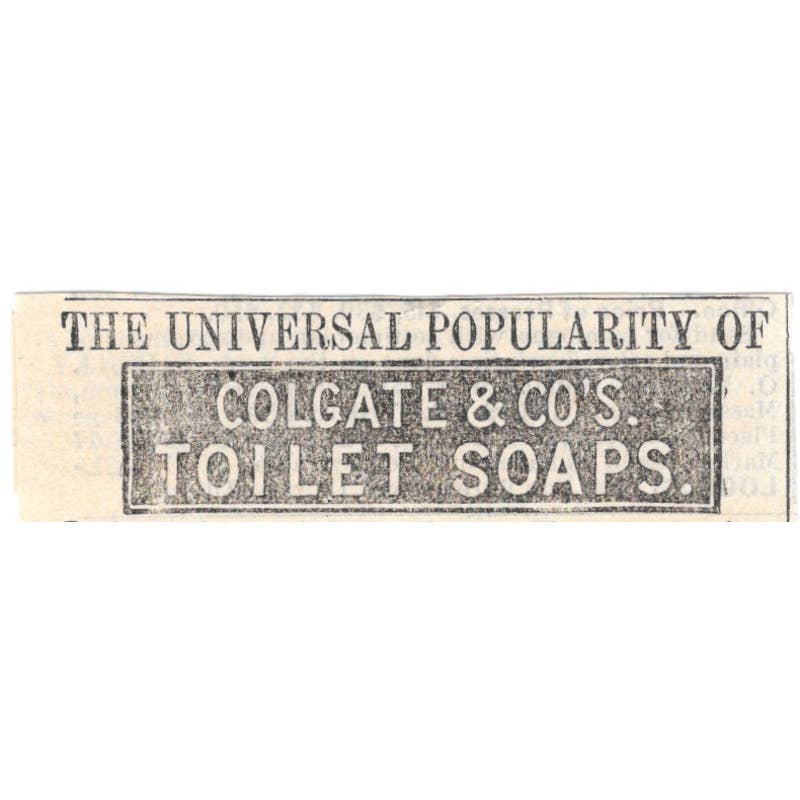 THE UNIVERSAL POPULARITY OF
COLGATE & CO'S.
TOILET SOAPS.